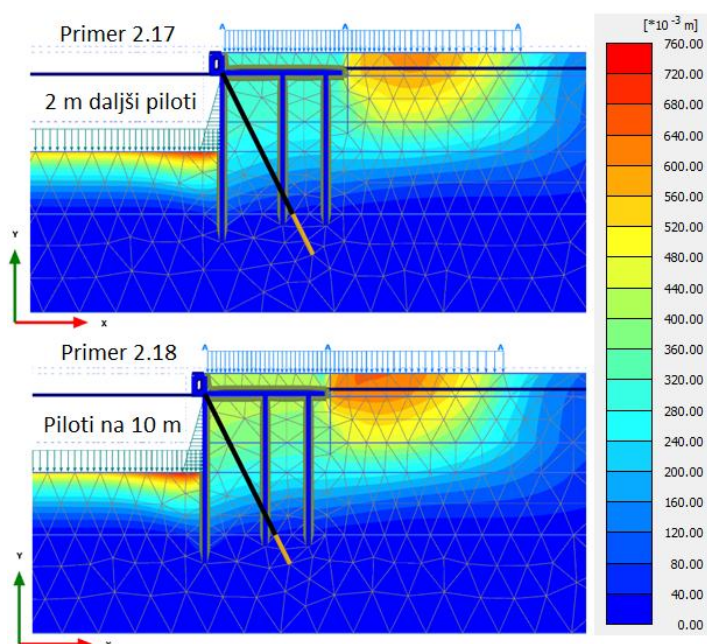 Primer 2.17
A A A
2 m daljši piloti
Y
x
Primer 2.18
A A A
Piloti na 10 m
Y
x
[*10⁻³ m]
760.00
720.00
680.00
640.00
600.00
560.00
520.00
480.00
440.00
400.00
360.00
320.00
280.00
240.00
200.00
160.00
120.00
80.00
40.00
0.00